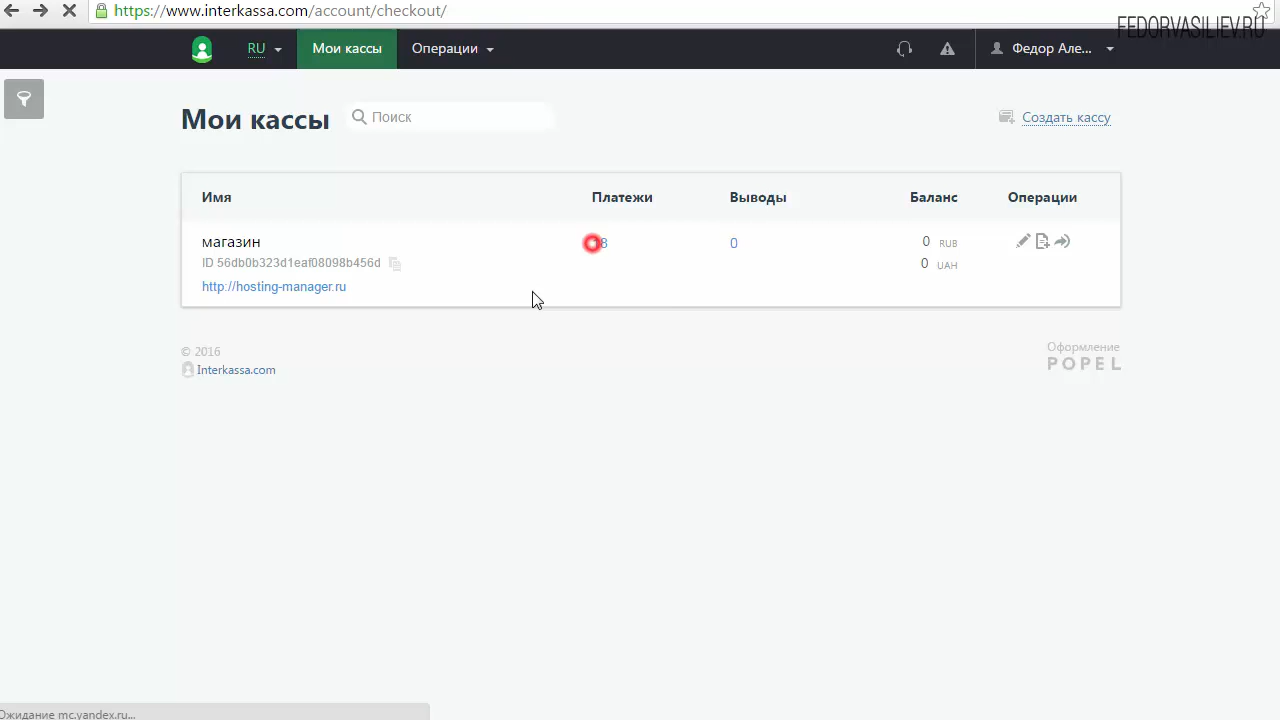 https://www.interkassa.com/account/checkout/
FEDORVASILIEV.RU
RU Мои кассы Операции Федор Але...
Мои кассы Поиск Создать кассу
Имя Платежи Выводы Баланс Операции
магазин 0 0 RUB
ID 56db0b323d1eaf08098b456d 0 UAH
http://hosting-manager.ru
© 2016 Оформление
Interkassa.com POPEL
Ожидание mc.yandex.ru...